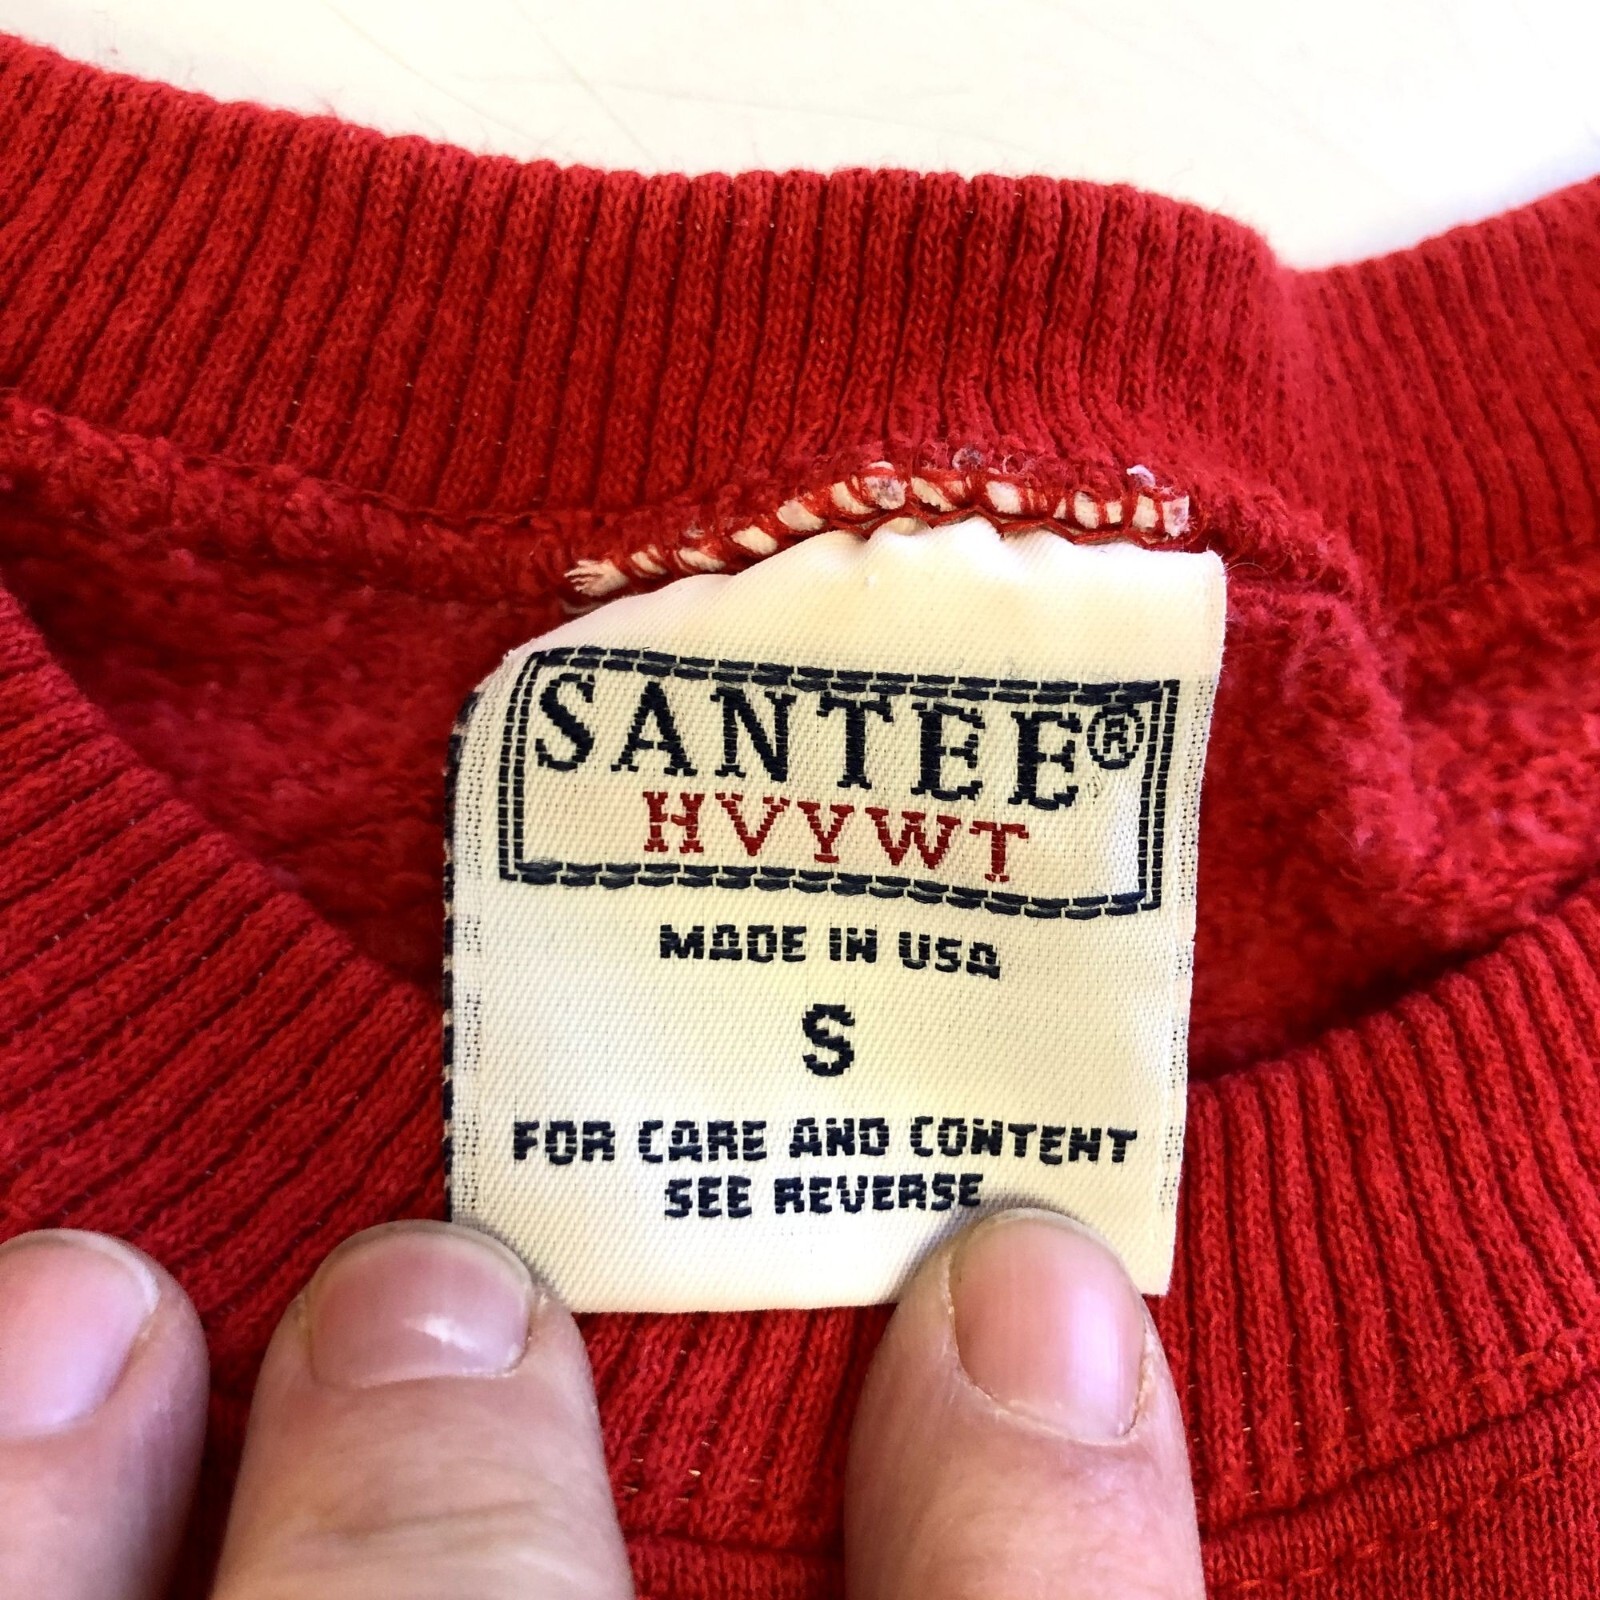 SANTEE®
HVYWT
MADE IN USA
S
FOR CARE AND CONTENT
SEE REVERSE